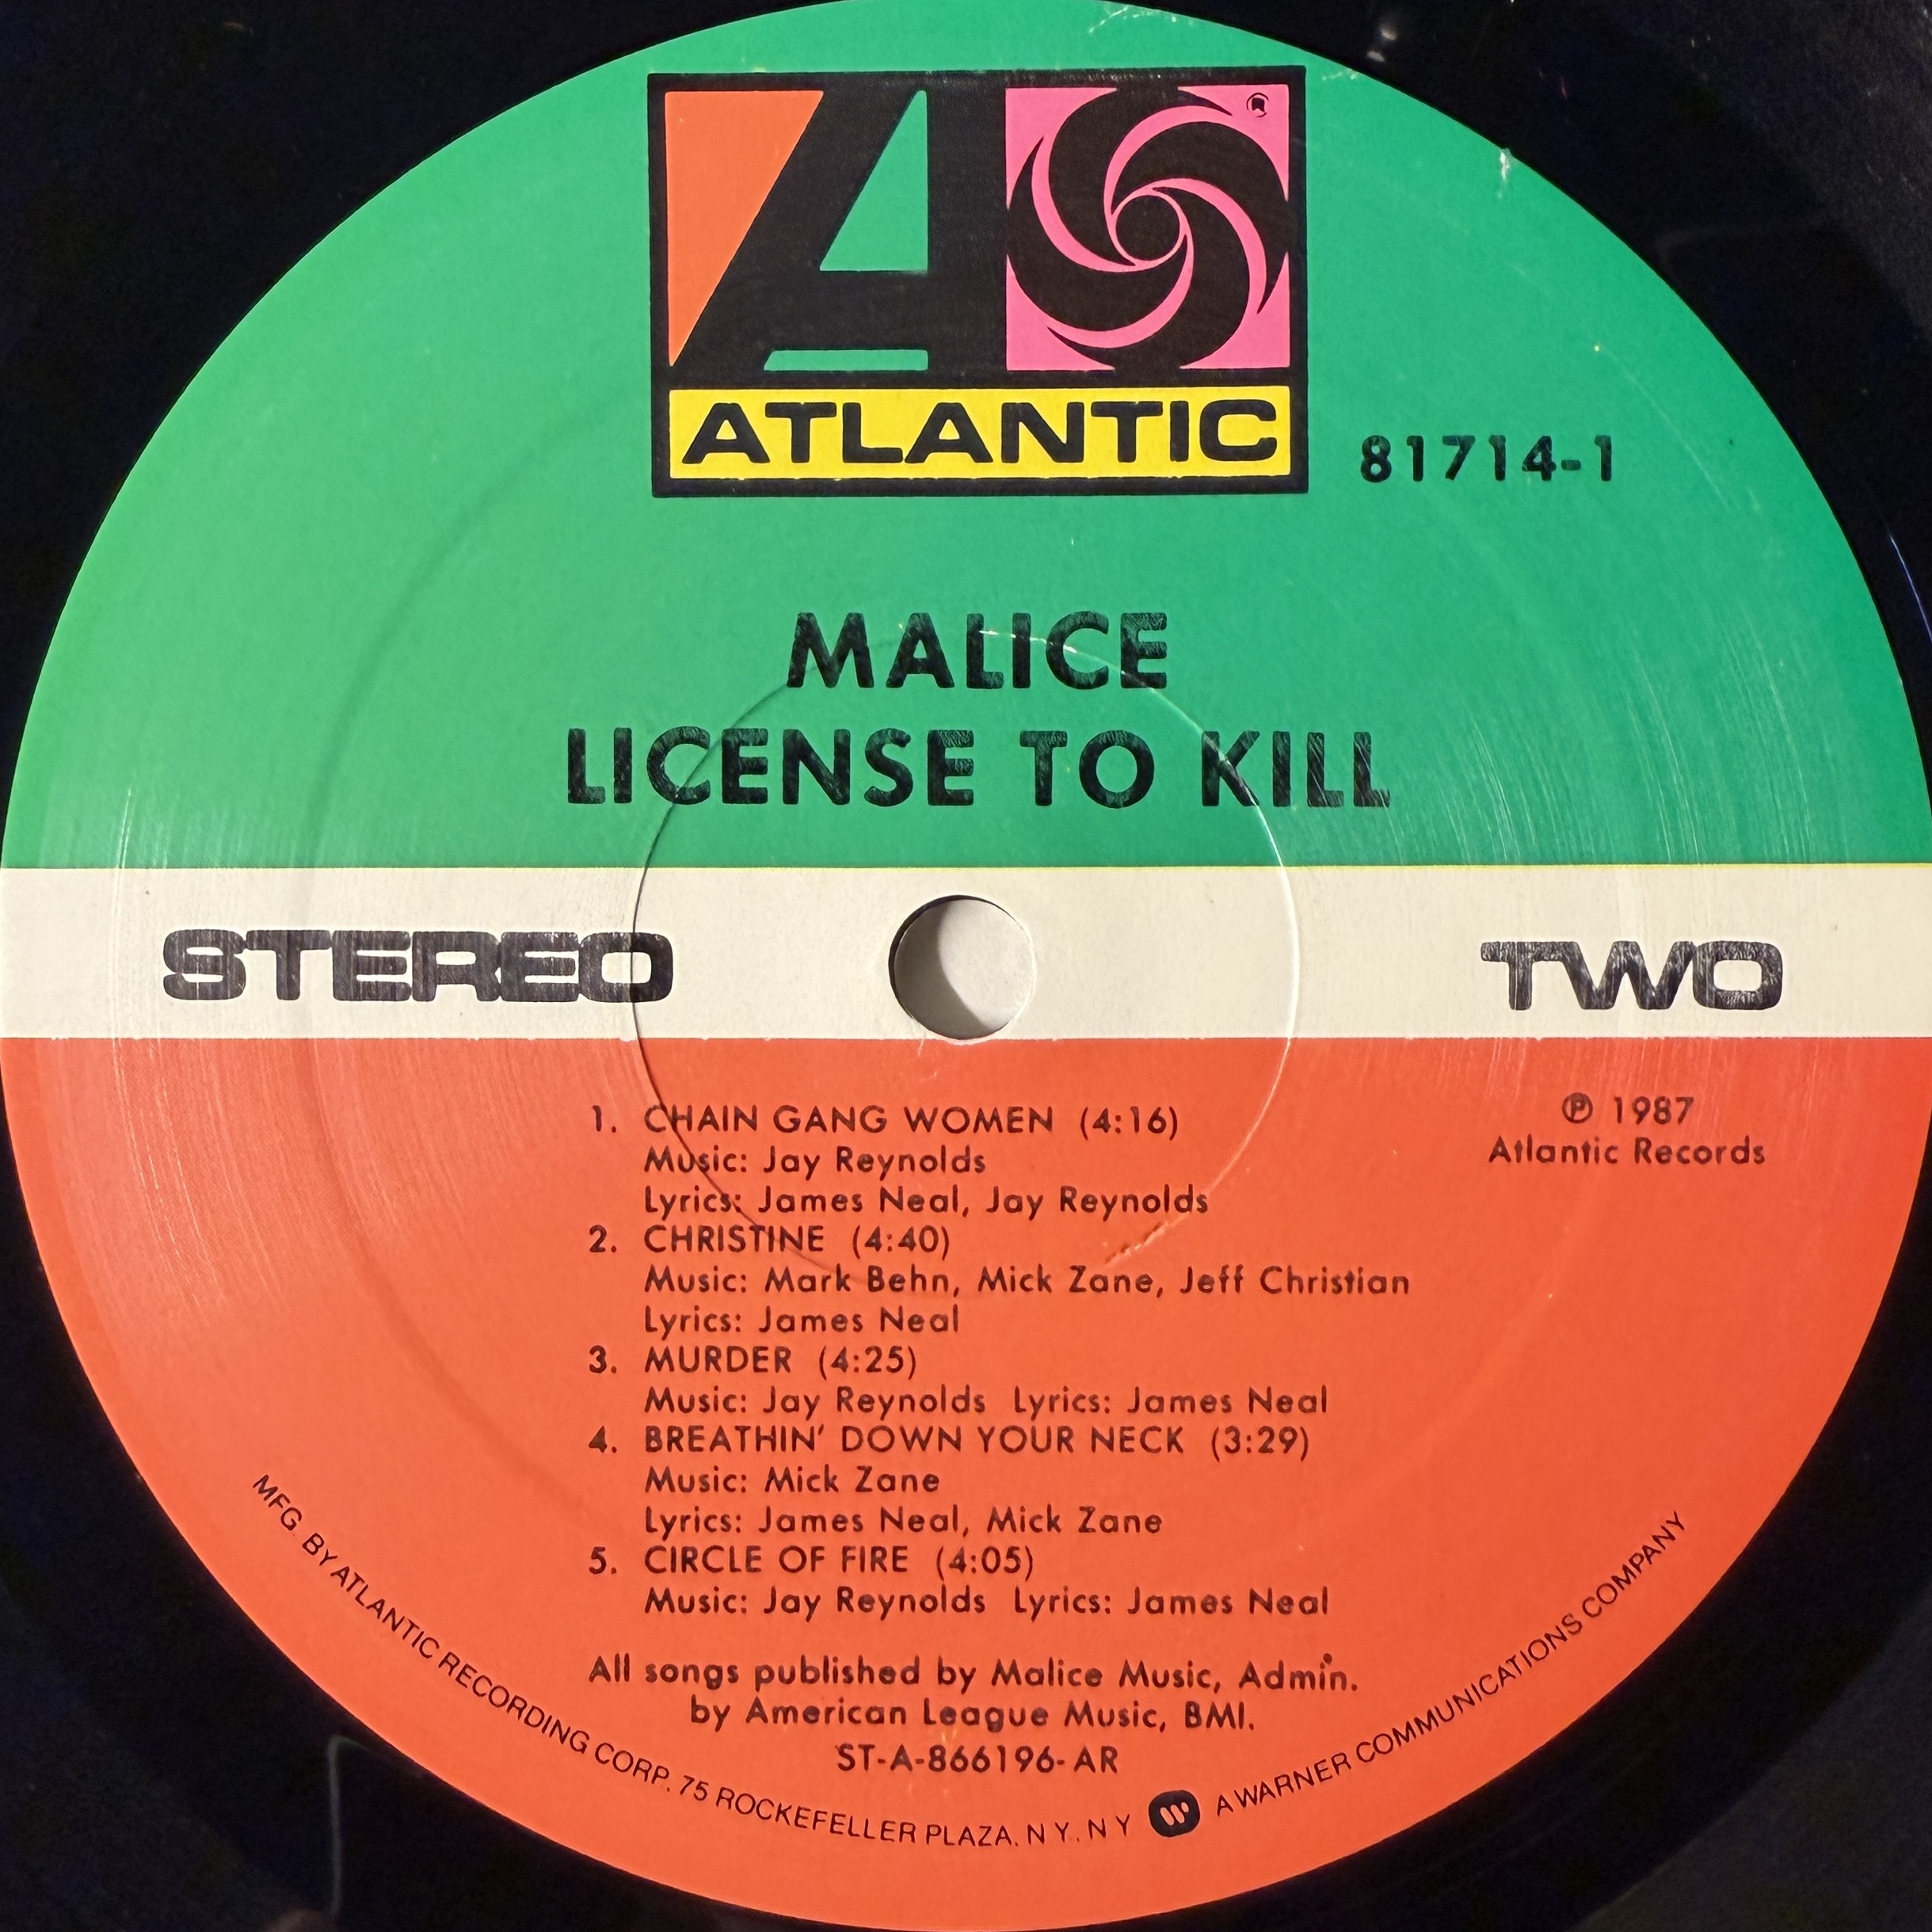 ®
ATLANTIC
81714-1
MALICE
LICENSE TO KILL
STEREO
TWO
℗ 1987
Atlantic Records
1. CHAIN GANG WOMEN (4:16)
Music: Jay Reynolds
Lyrics: James Neal, Jay Reynolds
2. CHRISTINE (4:40)
Music: Mark Behn, Mick Zane, Jeff Christian
Lyrics: James Neal
3. MURDER (4:25)
Music: Jay Reynolds Lyrics: James Neal
4. BREATHIN' DOWN YOUR NECK (3:29)
Music: Mick Zane
Lyrics: James Neal, Mick Zane
5. CIRCLE OF FIRE (4:05)
Music: Jay Reynolds Lyrics: James Neal
All songs published by Malice Music, Admin.
by American League Music, BMI.
ST-A-866196-AR
MFG. BY ATLANTIC RECORDING CORP. 75 ROCKEFELLER PLAZA. N Y. N Y A WARNER COMMUNICATIONS COMPANY